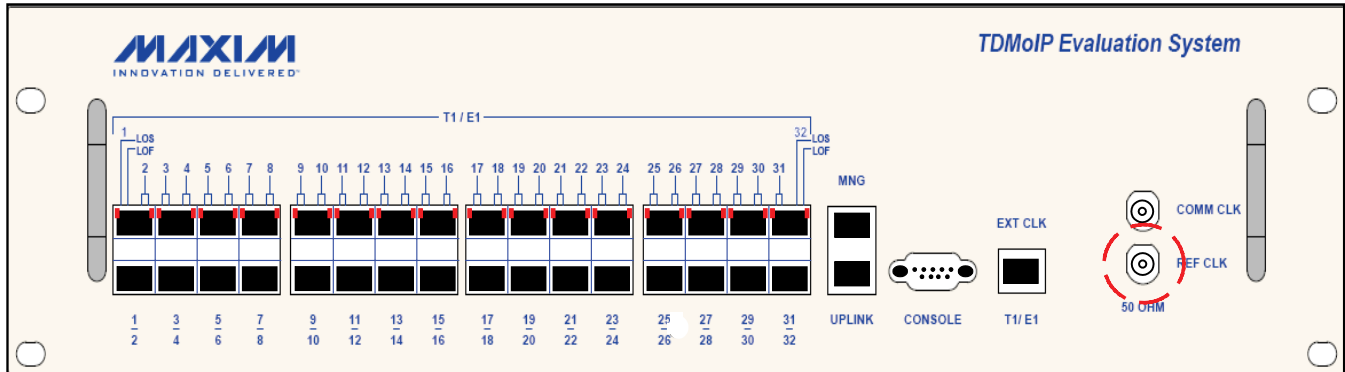 MAXIM
INNOVATION DELIVERED™
TDMoIP Evaluation System
T1 / E1
1 LOS 32 LOS
LOF LOF
2 3 4 5 6 7 8 9 10 11 12 13 14 15 16 17 18 19 20 21 22 23 24 25 26 27 28 29 30 31
MNG
COMM CLK
EXT CLK
REF CLK
50 OHM
1 3 5 7 9 11 13 15 17 19 21 23 25 27 29 31
2 4 6 8 10 12 14 16 18 20 22 24 26 28 30 32
UPLINK CONSOLE T1/ E1